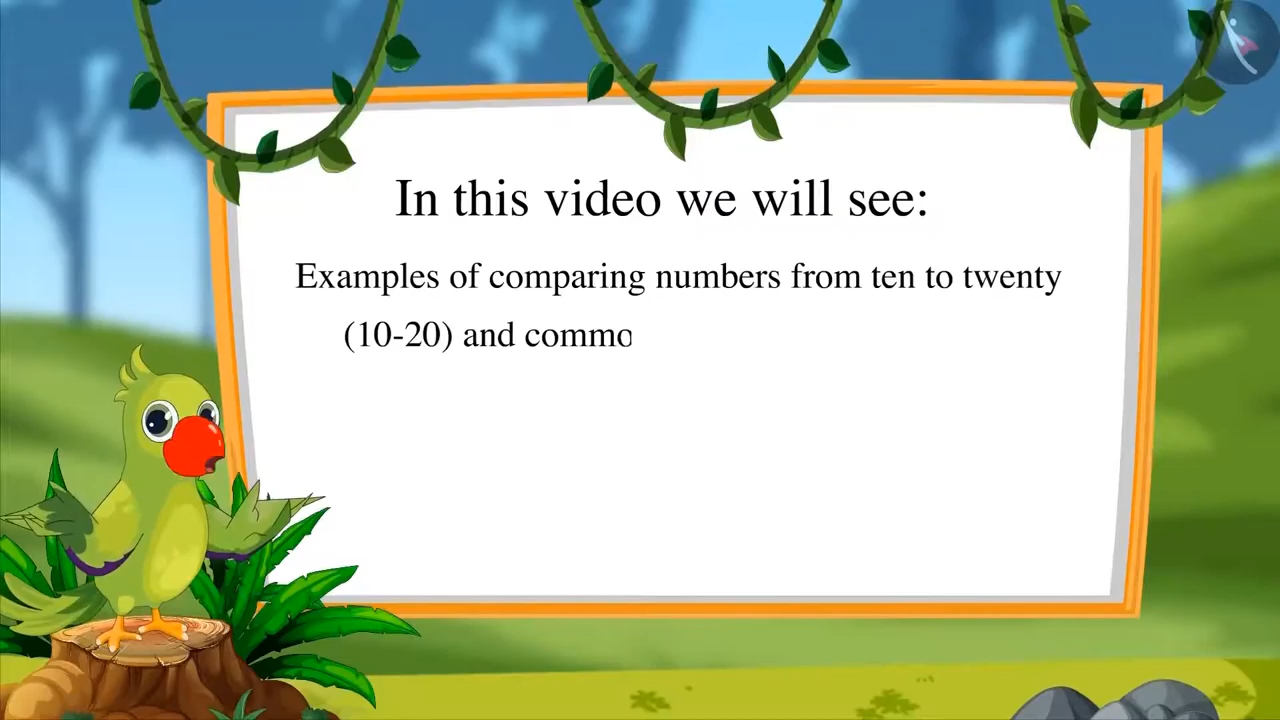 In this video we will see:
Examples of comparing numbers from ten to twenty
(10-20) and commo